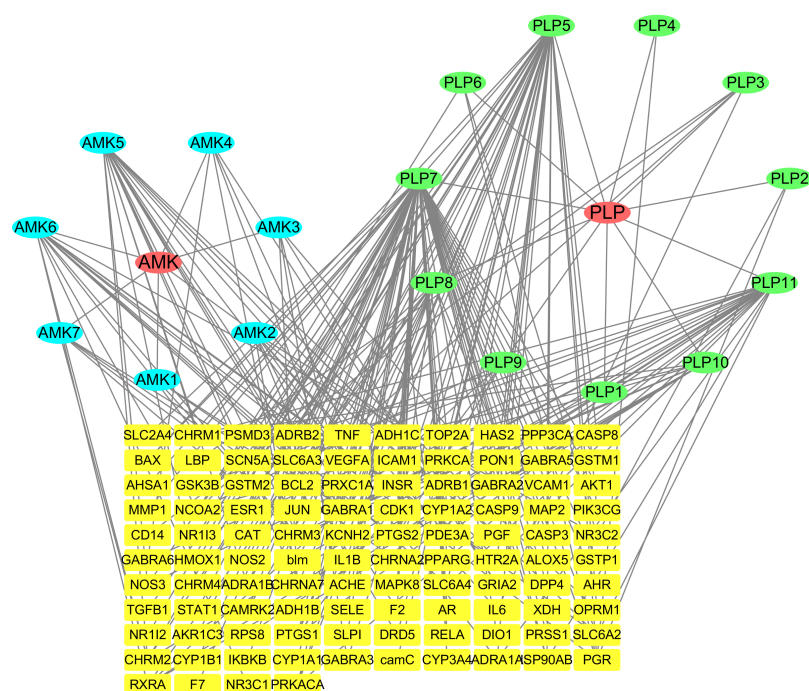 PLP5
PLP4
PLP6
PLP3
AMK5
AMK4
PLP7
PLP2
PLP
AMK6
AMK3
AMK
PLP8
PLP11
AMK7
AMK2
PLP9
PLP10
AMK1
PLP1
SLC2A4 CHRM1 PSMD3 ADRB2 TNF ADH1C TOP2A HAS2 PPP3CA CASP8
BAX LBP SCN5A SLC6A3 VEGFA ICAM1 PRKCA PON1 GABRA5 GSTM1
AHSA1 GSK3B GSTM2 BCL2 PRXC1A INSR ADRB1 GABRA2 VCAM1 AKT1
MMP1 NCOA2 ESR1 JUN GABRA1 CDK1 CYP1A2 CASP9 MAP2 PIK3CG
CD14 NR1I3 CAT CHRM3 KCNH2 PTGS2 PDE3A PGF CASP3 NR3C2
GABRA6 HMOX1 NOS2 blm IL1B CHRNA2 PPARG HTR2A ALOX5 GSTP1
NOS3 CHRM4 ADRA1B CHRNA7 ACHE MAPK8 SLC6A4 GRIA2 DPP4 AHR
TGFB1 STAT1 CAMRK2 ADH1B SELE F2 AR IL6 XDH OPRM1
NR1I2 AKR1C3 RPS8 PTGS1 SLPI DRD5 RELA DIO1 PRSS1 SLC6A2
CHRM2 CYP1B1 IKBKB CYP1A1 GABRA3 camC CYP3A4 ADRA1A ISP90AB PGR
RXRA F7 NR3C1 PRKACA